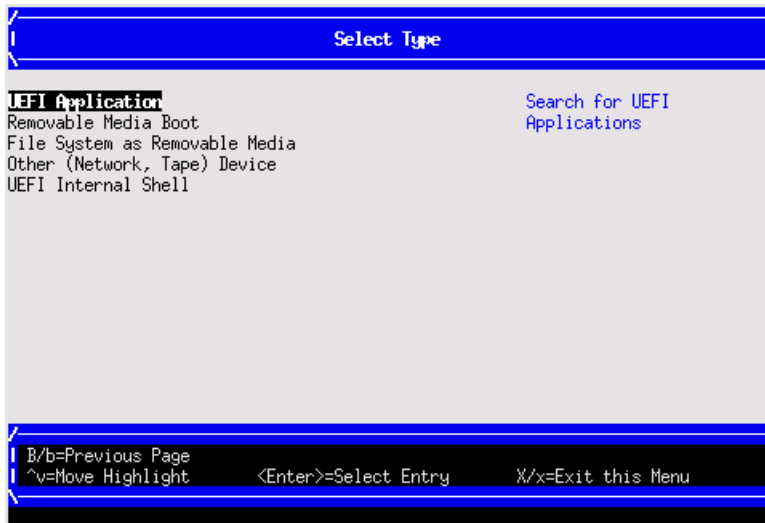 Select Type
UEFI Application
Removable Media Boot
File System as Removable Media
Other (Network, Tape) Device
UEFI Internal Shell
Search for UEFI
Applications
B/b=Previous Page
^v=Move Highlight <Enter>=Select Entry X/x=Exit this Menu